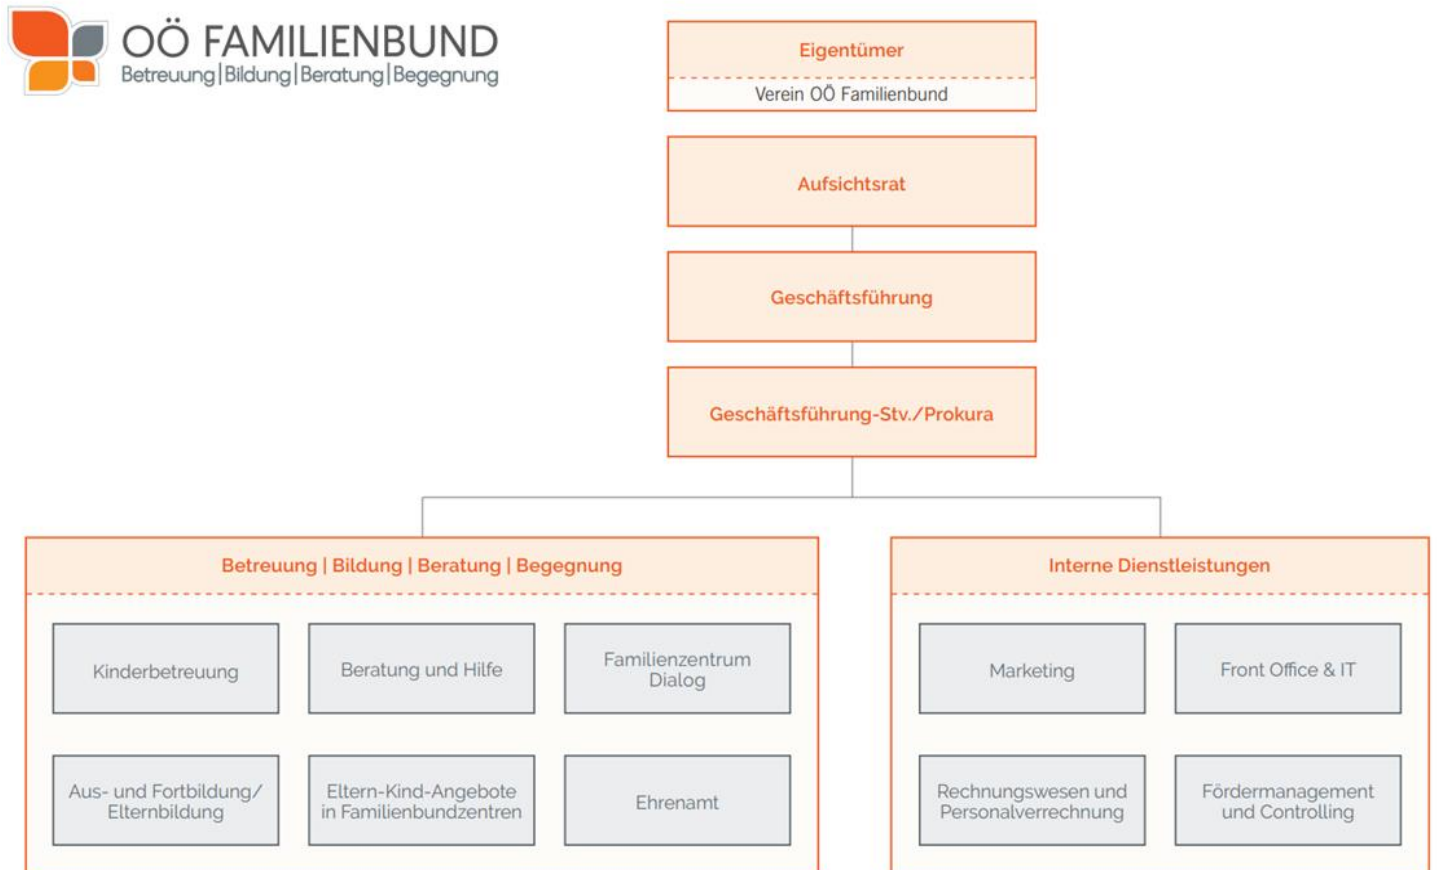 OÖ FAMILIENBUND
Betreuung|Bildung|Beratung|Begegnung
Eigentümer
Verein OÖ Familienbund
Aufsichtsrat
Geschäftsführung
Geschäftsführung-Stv./Prokura
Betreuung | Bildung | Beratung | Begegnung
Kinderbetreuung
Beratung und Hilfe
Familienzentrum
Dialog
Aus- und Fortbildung/
Elternbildung
Eltern-Kind-Angebote
in Familienbundzentren
Ehrenamt
Interne Dienstleistungen
Marketing
Front Office & IT
Rechnungswesen und
Personalverrechnung
Fördermanagement
und Controlling